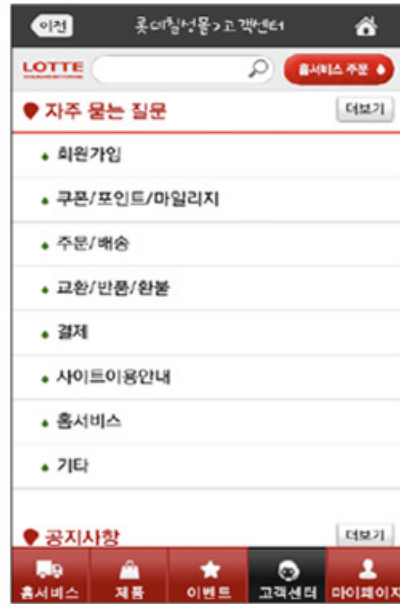 이전 롯데칠성몰>고객센터
LOTTE 홈서비스 주문
자주 묻는 질문 더보기
회원가입
쿠폰/포인트/마일리지
주문/배송
교환/반품/환불
결제
사이트이용안내
홈서비스
기타
공지사항 더보기
홈서비스 제품 이벤트 고객센터 마이페이지